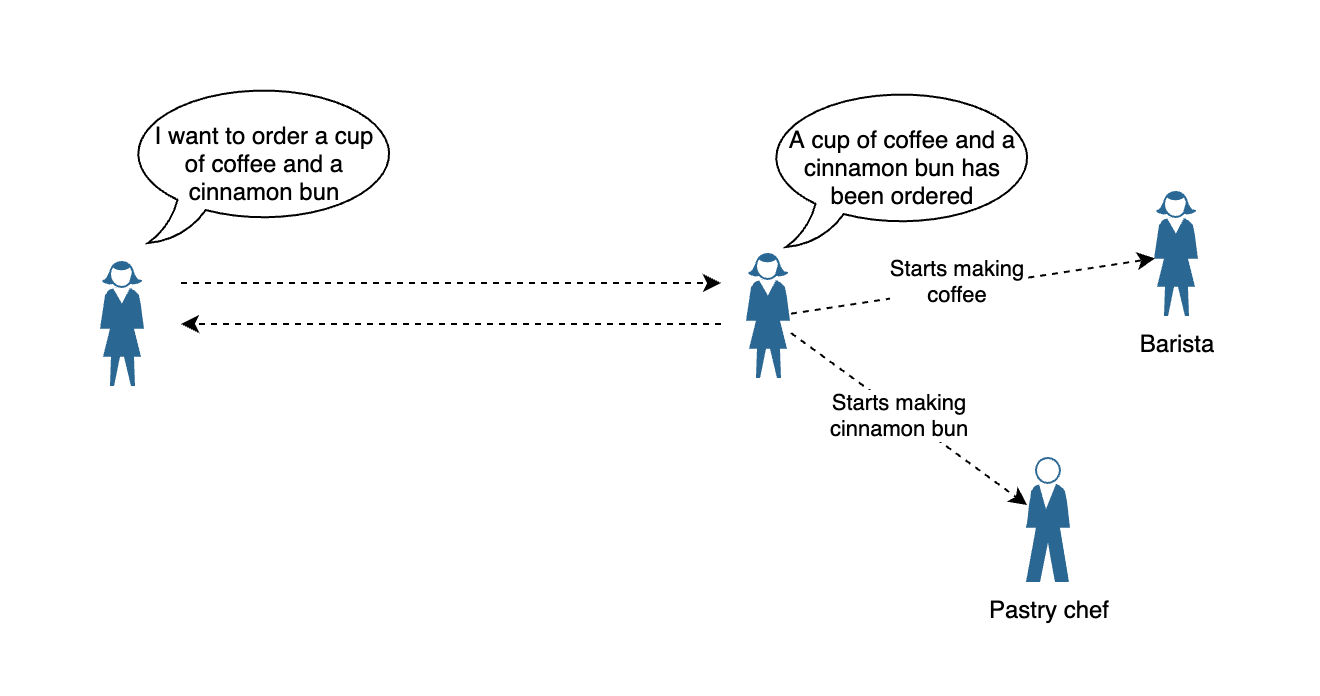 I want to order a cup
of coffee and a
cinnamon bun
A cup of coffee and a
cinnamon bun has
been ordered
Starts making
coffee
Barista
Starts making
cinnamon bun
Pastry chef